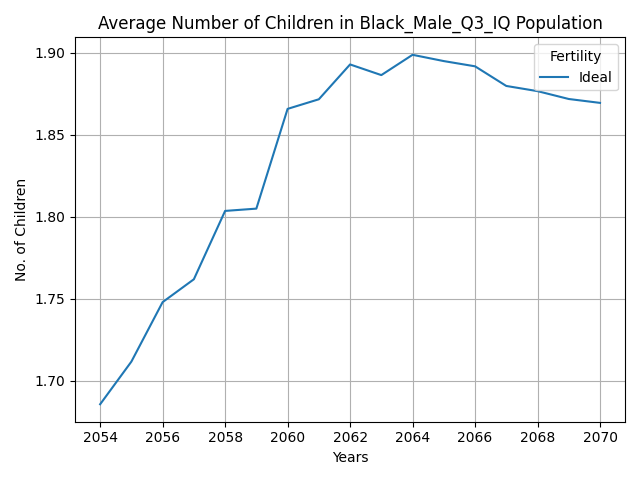 Average Number of Children in Black_Male_Q3_IQ Population
Fertility
Ideal
No. of Children
1.90
1.85
1.80
1.75
1.70
2054 2056 2058 2060 2062 2064 2066 2068 2070
Years